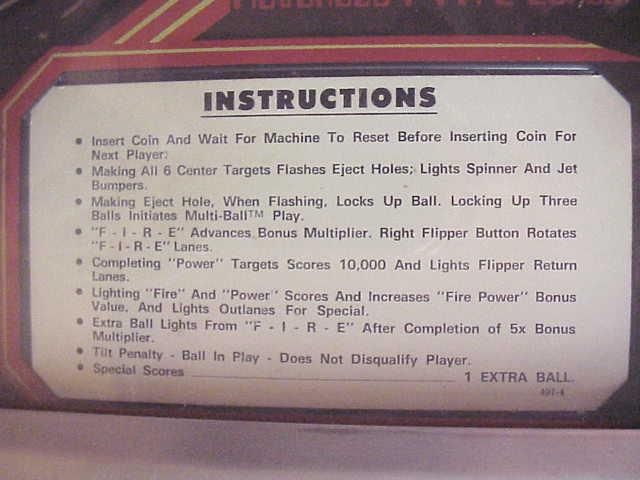 INSTRUCTIONS
• Insert Coin And Wait For Machine To Reset Before Inserting Coin For
Next Player.
• Making All 6 Center Targets Flashes Eject Holes; Lights Spinner And Jet
Bumpers.
• Making Eject Hole, When Flashing, Locks Up Ball. Locking Up Three
Balls Initiates Multi-Ball™ Play.
• "F - I - R - E" Advances Bonus Multiplier. Right Flipper Button Rotates
"F - I - R - E" Lanes.
• Completing "Power" Targets Scores 10,000 And Lights Flipper Return
Lanes.
• Lighting "Fire" And "Power" Scores And Increases "Fire Power" Bonus
Value, And Lights Outlanes For Special.
• Extra Ball Lights From "F - I - R - E" After Completion of 5x Bonus
Multiplier.
• Tilt Penalty - Ball In Play - Does Not Disqualify Player.
• Special Scores ____________________ 1 EXTRA BALL.
497-4